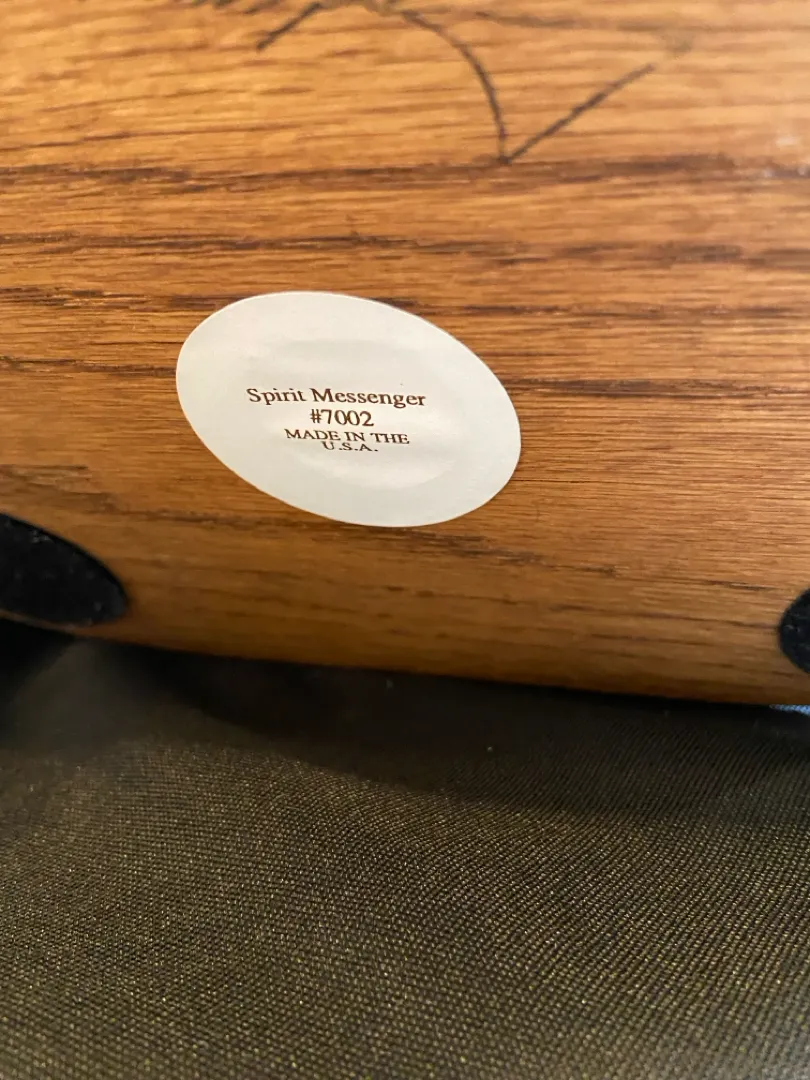 Spirit Messenger
#7002
MADE IN THE
U.S.A.